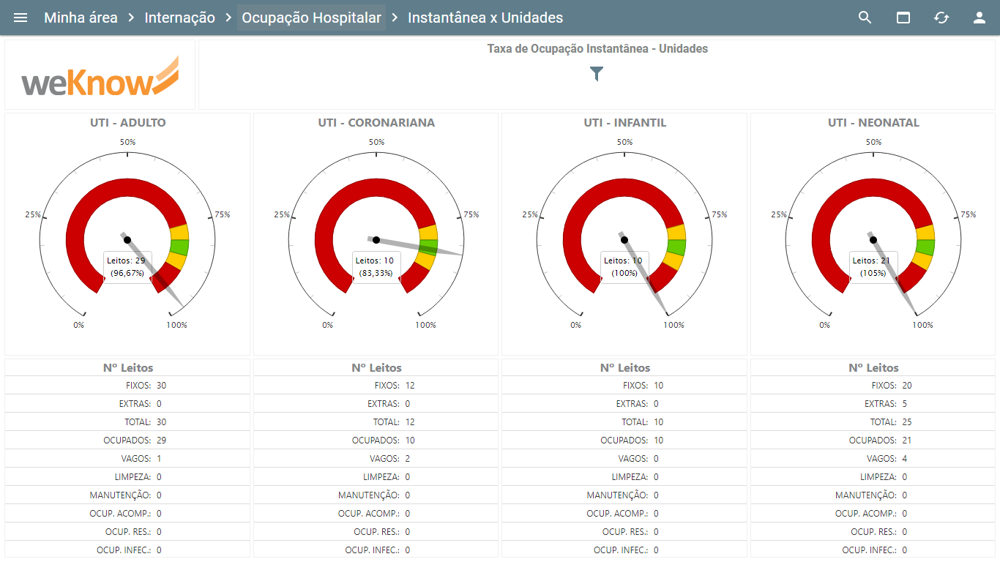 Minha área > Internação > Ocupação Hospitalar > Instantânea x Unidades
weKnow
Taxa de Ocupação Instantânea - Unidades
UTI - ADULTO
50%
25%
75%
Leitos: 29
(96,67%)
0%
100%
UTI - CORONARIANA
50%
25%
75%
Leitos: 10
(83,33%)
0%
100%
UTI - INFANTIL
50%
25%
75%
Leitos: 10
(100%)
0%
100%
UTI - NEONATAL
50%
25%
75%
Leitos: 21
(105%)
0%
100%
Nº Leitos
FIXOS: 30
EXTRAS: 0
TOTAL: 30
OCUPADOS: 29
VAGOS: 1
LIMPEZA: 0
MANUTENÇÃO: 0
OCUP. ACOMP.: 0
OCUP. RES.: 0
OCUP. INFEC.: 0
Nº Leitos
FIXOS: 12
EXTRAS: 0
TOTAL: 12
OCUPADOS: 10
VAGOS: 2
LIMPEZA: 0
MANUTENÇÃO: 0
OCUP. ACOMP.: 0
OCUP. RES.: 0
OCUP. INFEC.: 0
Nº Leitos
FIXOS: 10
EXTRAS: 0
TOTAL: 10
OCUPADOS: 10
VAGOS: 0
LIMPEZA: 0
MANUTENÇÃO: 0
OCUP. ACOMP.: 0
OCUP. RES.: 0
OCUP. INFEC.: 0
Nº Leitos
FIXOS: 20
EXTRAS: 5
TOTAL: 25
OCUPADOS: 21
VAGOS: 4
LIMPEZA: 0
MANUTENÇÃO: 0
OCUP. ACOMP.: 0
OCUP. RES.: 0
OCUP. INFEC.: 0